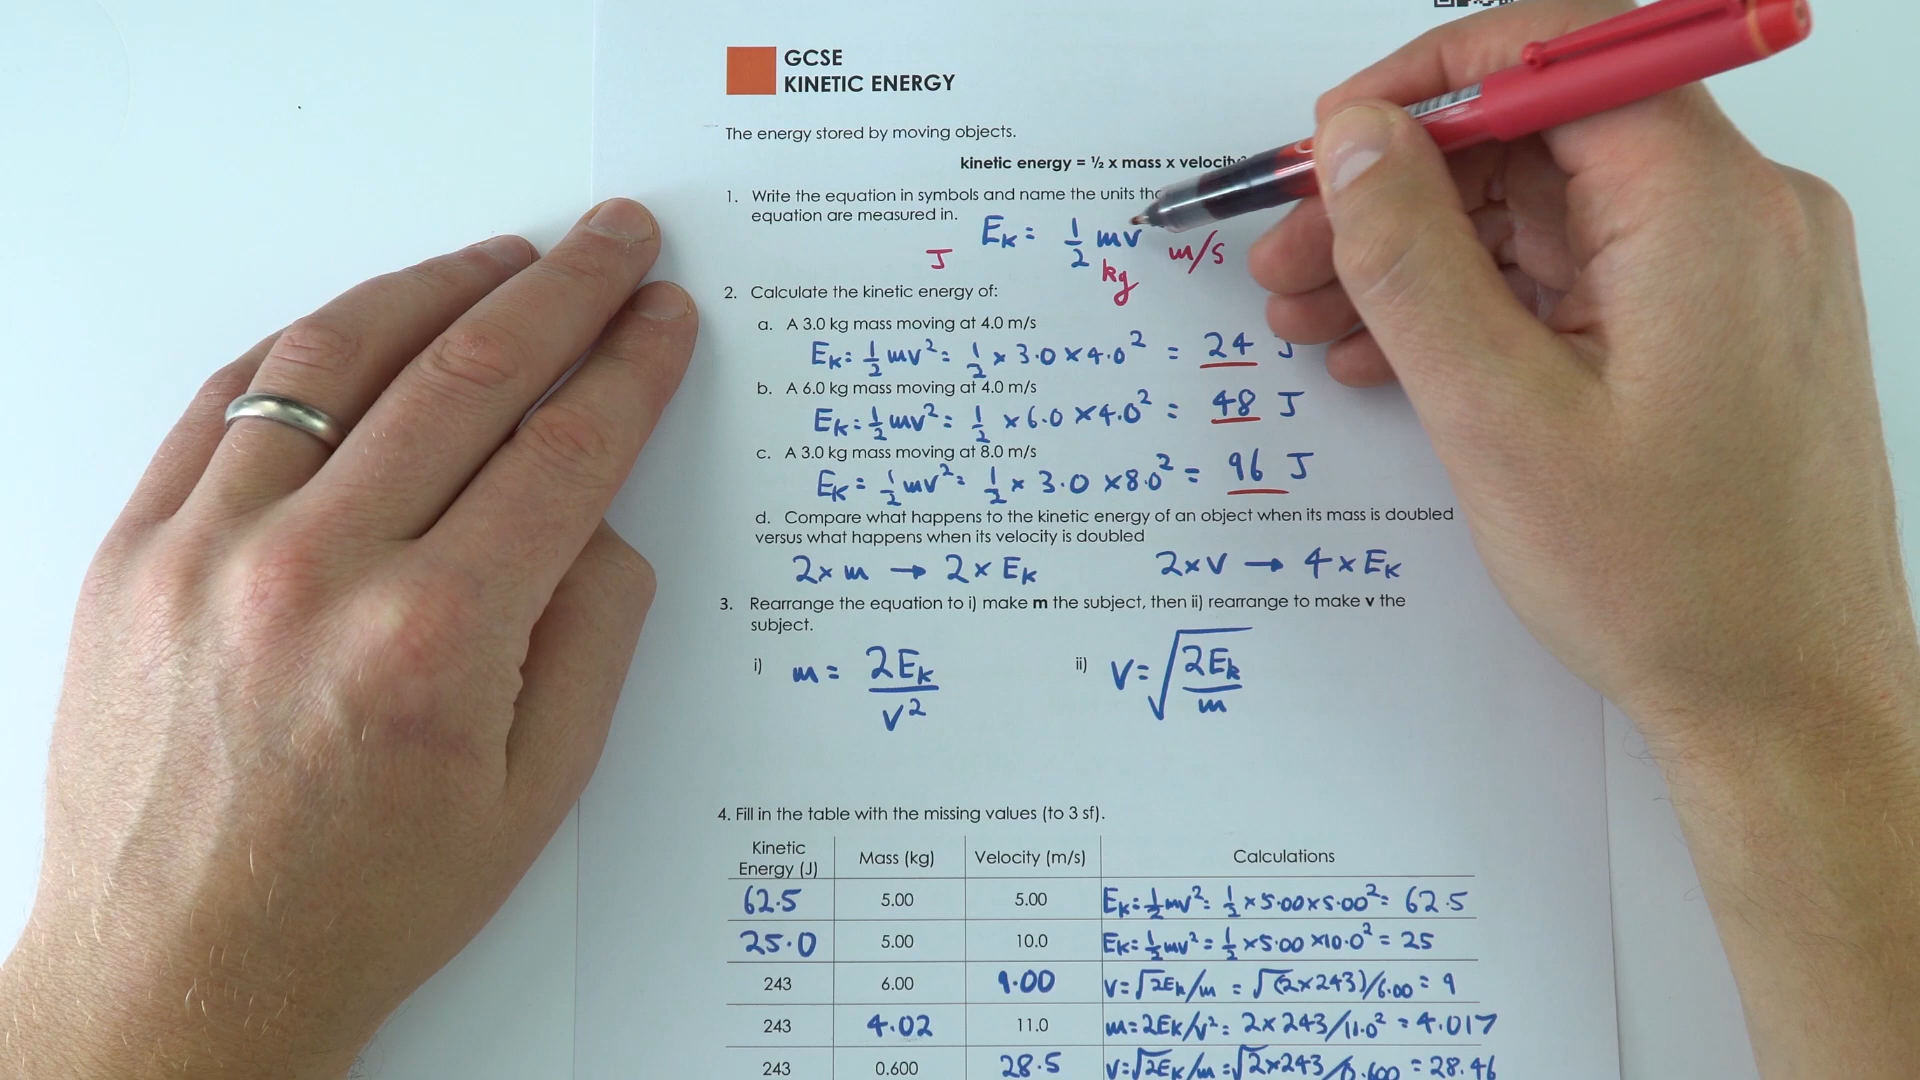 GCSE
KINETIC ENERGY
The energy stored by moving objects.
kinetic energy = ½ x mass x velocity
1. Write the equation in symbols and name the units
equation are measured in.
Eₖ = 1/2 mv
J kg m/s
2. Calculate the kinetic energy of:
a. A 3.0 kg mass moving at 4.0 m/s
Eₖ = 1/2 mv² = 1/2 × 3.0 × 4.0² = 24 J
b. A 6.0 kg mass moving at 4.0 m/s
Eₖ = 1/2 mv² = 1/2 × 6.0 × 4.0² = 48 J
c. A 3.0 kg mass moving at 8.0 m/s
Eₖ = 1/2 mv² = 1/2 × 3.0 × 8.0² = 96 J
d. Compare what happens to the kinetic energy of an object when its mass is doubled
versus what happens when its velocity is doubled
2 × m → 2 × Eₖ 2 × v → 4 × Eₖ
3. Rearrange the equation to i) make m the subject, then ii) rearrange to make v the
subject.
i) m = 2Eₖ/v² ii) v = √(2Eₖ/m)
4. Fill in the table with the missing values (to 3 sf).
Kinetic Energy (J) Mass (kg) Velocity (m/s) Calculations
62.5 5.00 5.00 Eₖ = 1/2 mv² = 1/2 × 5.00 × 5.00² = 62.5
25.0 5.00 10.0 Eₖ = 1/2 mv² = 1/2 × 5.00 × 10.0² = 25
243 6.00 9.00 v = √2Eₖ/m = √(2×243)/6.00 = 9
243 4.02 11.0 m = 2Eₖ/v² = 2×243/11.0² = 4.017
243 0.600 28.5 v = √2Eₖ/m = √2×243/0.600 = 28.46